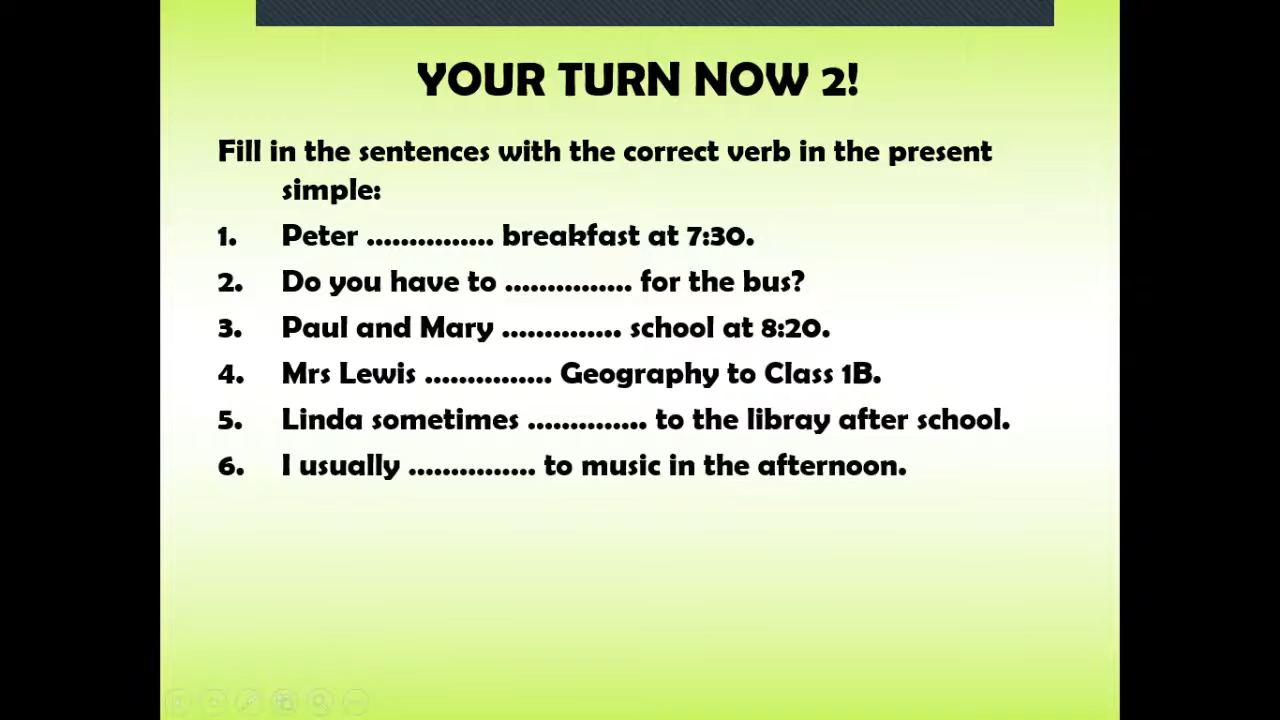 YOUR TURN NOW 2!
Fill in the sentences with the correct verb in the present
simple:
1. Peter ............... breakfast at 7:30.
2. Do you have to ............... for the bus?
3. Paul and Mary .............. school at 8:20.
4. Mrs Lewis ............... Geography to Class 1B.
5. Linda sometimes .............. to the libray after school.
6. I usually ............... to music in the afternoon.